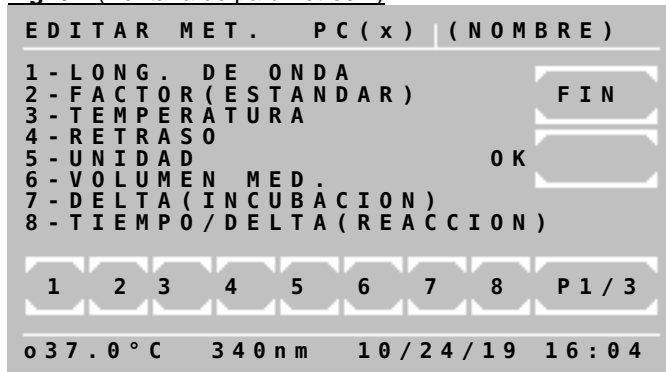 EDITAR MET. PC(x) (NOMBRE)
1-LONG. DE ONDA
2-FACTOR(ESTANDAR)
FIN
3-TEMPERATURA
4-RETRASO
5-UNIDAD OK
6-VOLUMEN MED.
7-DELTA(INCUBACION)
8-TIEMPO/DELTA(REACCION)
1 2 3 4 5 6 7 8 P1/3
o37.0°C 340nm 10/24/19 16:04